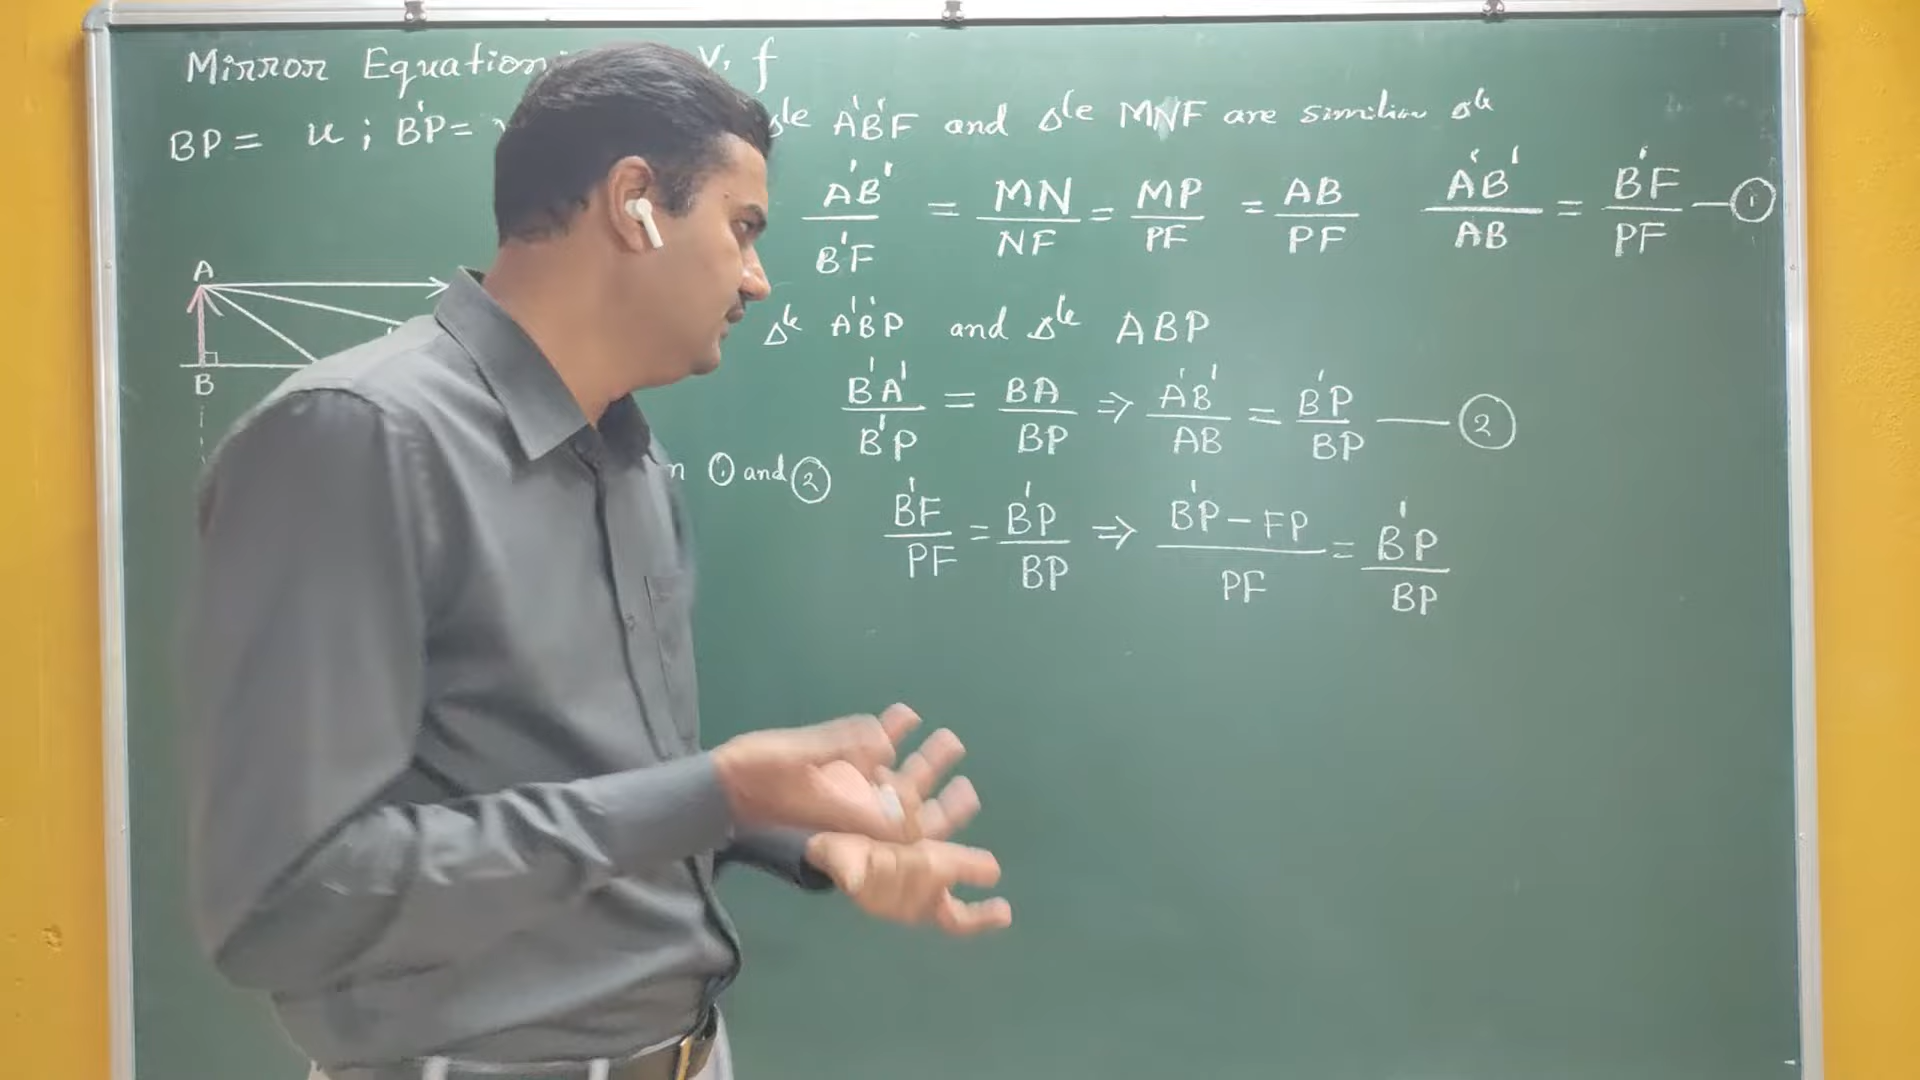 Mirror Equation V, f
BP = u ; B'P =
Δle A'B'F and Δle MNF are similar Δle
A'B' / B'F = MN / NF = MP / PF = AB / PF A'B' / AB = B'F / PF — ①
A
B
Δle A'B'P and Δle ABP
B'A' / B'P = BA / BP ⇒ A'B' / AB = B'P / BP — ②
① and ②
B'F / PF = B'P / BP ⇒ B'P – FP / PF = B'P / BP